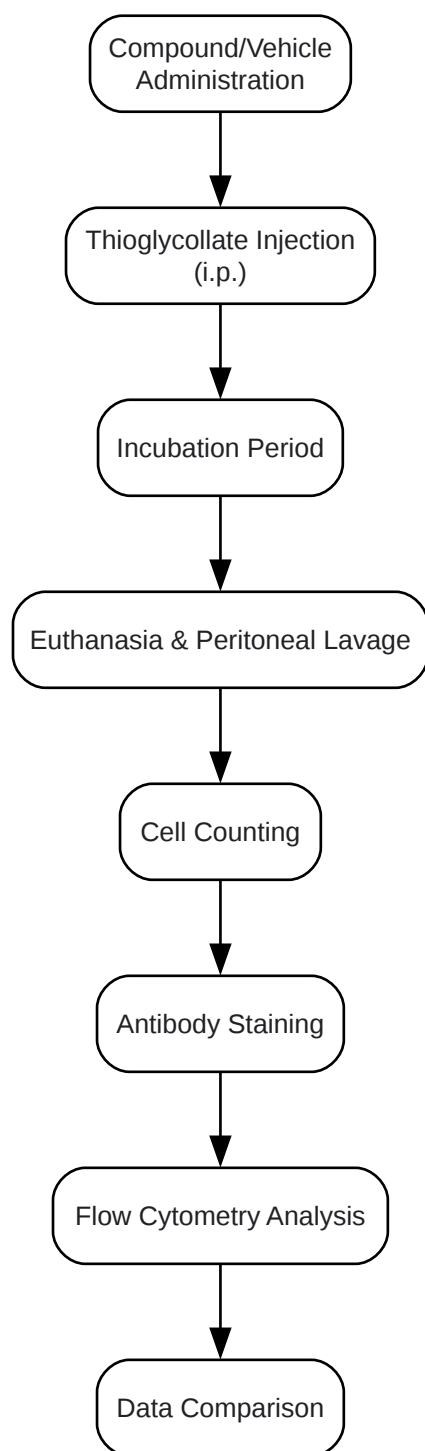 Compound/Vehicle
Administration
Thioglycollate Injection
(i.p.)
Incubation Period
Euthanasia & Peritoneal Lavage
Cell Counting
Antibody Staining
Flow Cytometry Analysis
Data Comparison